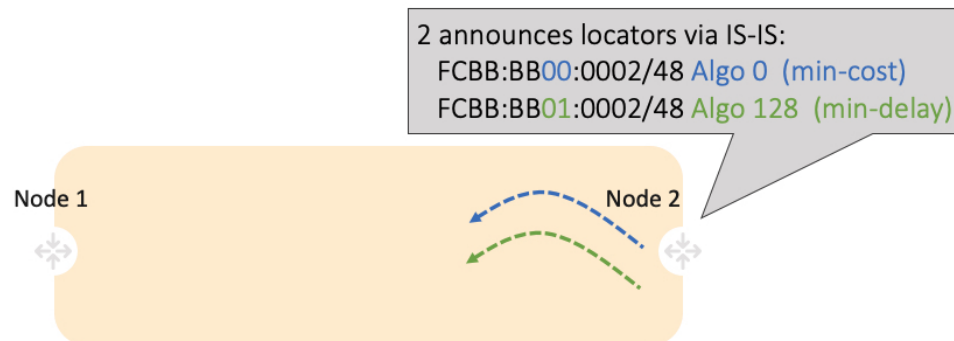 2 announces locators via IS-IS:
FCBB:BB00:0002/48 Algo 0 (min-cost)
FCBB:BB01:0002/48 Algo 128 (min-delay)
Node 1
Node 2